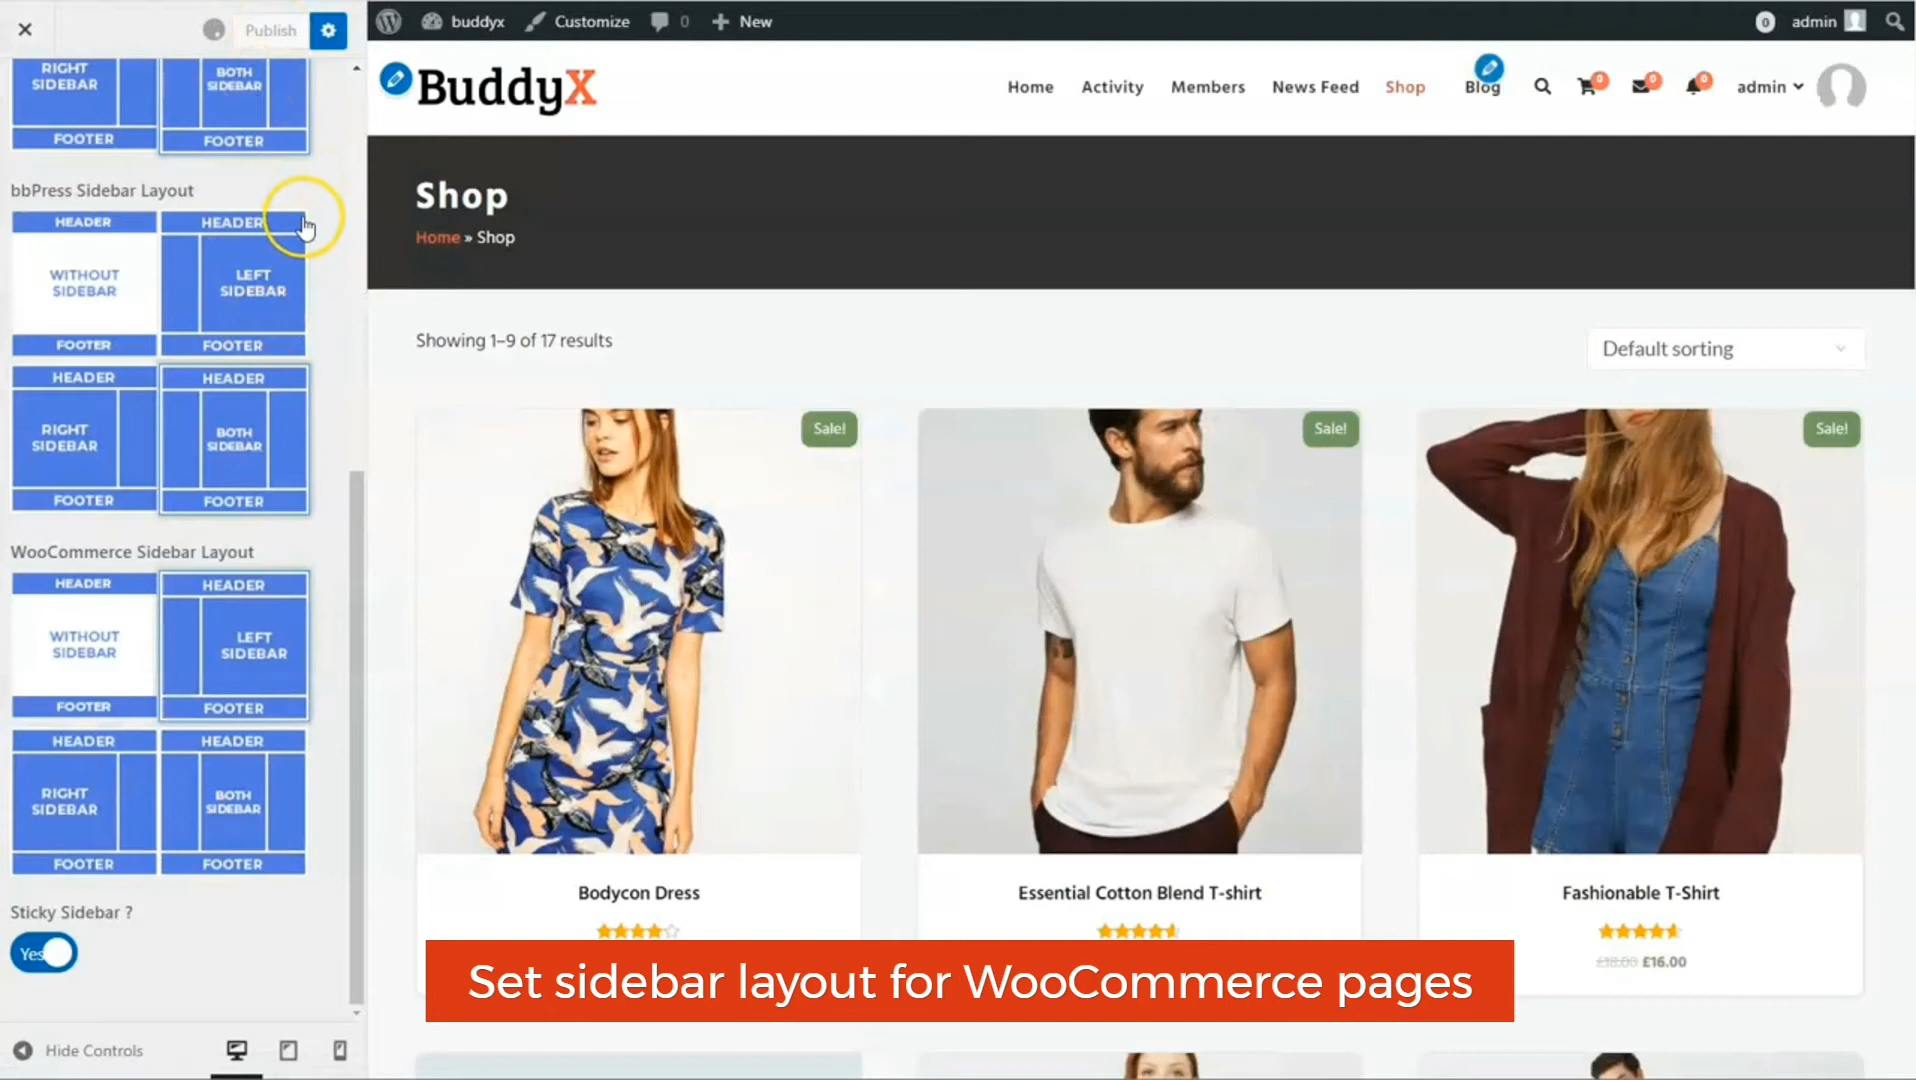 Publish
buddyx
Customize
0
New
0
admin
RIGHT
SIDEBAR
BOTH
SIDEBAR
FOOTER
FOOTER
BuddyX
Home
Activity
Members
News Feed
Shop
Blog
0
0
0
admin
bbPress Sidebar Layout
HEADER
HEADER
WITHOUT
SIDEBAR
LEFT
SIDEBAR
FOOTER
FOOTER
HEADER
HEADER
RIGHT
SIDEBAR
BOTH
SIDEBAR
FOOTER
FOOTER
WooCommerce Sidebar Layout
HEADER
HEADER
WITHOUT
SIDEBAR
LEFT
SIDEBAR
FOOTER
FOOTER
HEADER
HEADER
RIGHT
SIDEBAR
BOTH
SIDEBAR
FOOTER
FOOTER
Sticky Sidebar ?
Yes
Hide Controls
Shop
Home » Shop
Showing 1–9 of 17 results
Default sorting
Sale!
Sale!
Sale!
Bodycon Dress
Essential Cotton Blend T-shirt
Fashionable T-Shirt
£18.00 £16.00
Set sidebar layout for WooCommerce pages